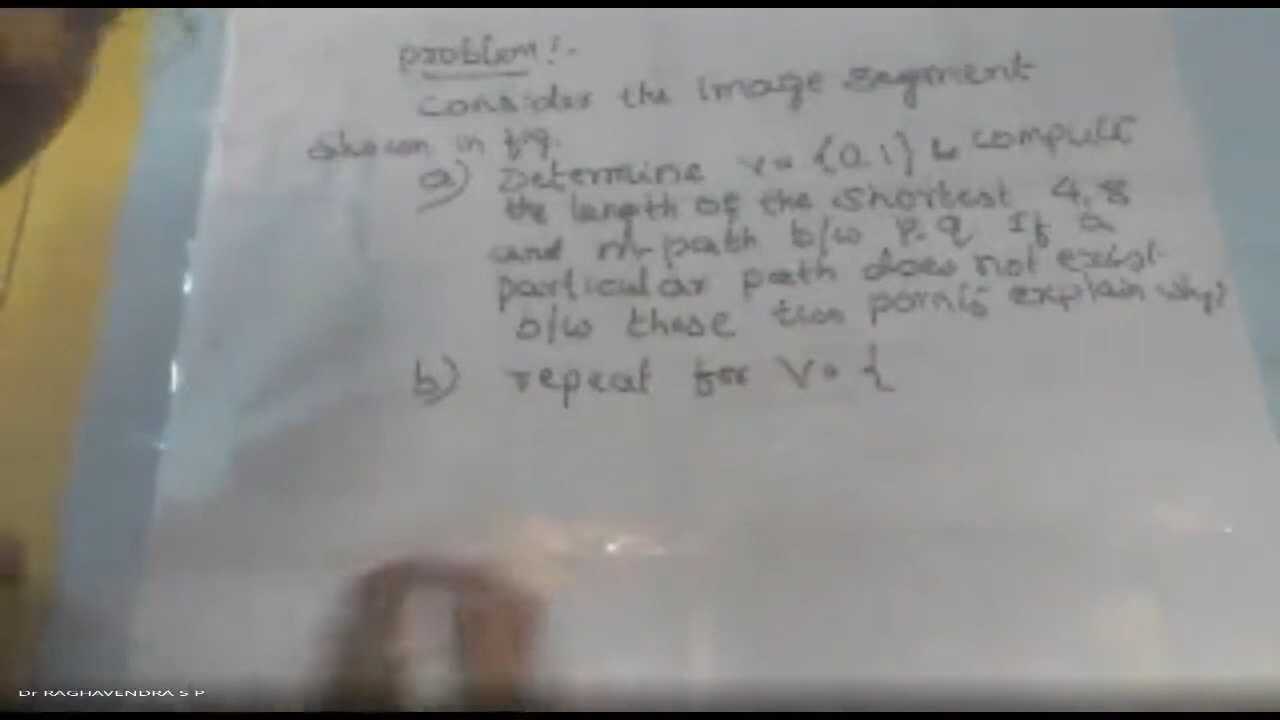 problem:.
consider the image segment
shown in fig.
a) Determine V = {0.1} & compute
the length of the shortest 4,8
and m-path b/w p.q If a
particular path does not exist
b/w these two points explain why?
b) repeat for V = {
Dr RAGHAVENDRA S P